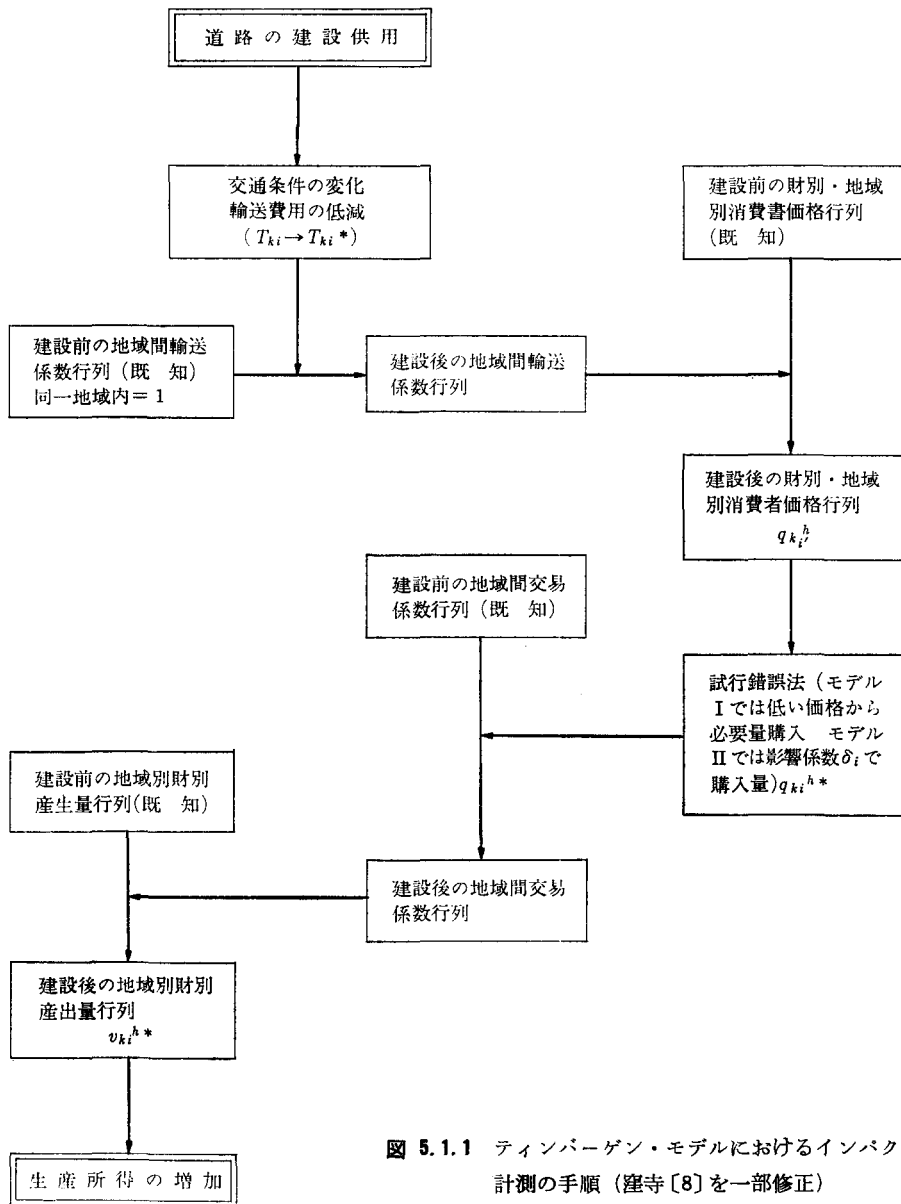 道路の建設供用
交通条件の変化
輸送費用の低減
( T_{ki} → T_{ki}* )
建設前の財別・地域
別消費書価格行列
(既　知)
建設前の地域間輸送
係数行列 (既　知)
同一地域内= 1
建設後の地域間輸送
係数行列
建設後の財別・地域
別消費者価格行列
q_{ki}^{h}′
建設前の地域間交易
係数行列 (既　知)
試行錯誤法 (モデル
Ⅰでは低い価格から
必要量購入　モデル
Ⅱでは影響係数δ_iで
購入量)q_{ki}^{h}*
建設前の地域別財別
産生量行列(既　知)
建設後の地域間交易
係数行列
建設後の地域別財別
産出量行列
v_{ki}^{h}*
生産所得の増加
図 5.1.1　ティンバーゲン・モデルにおけるインパク
計測の手順 (窪寺〔8〕を一部修正)